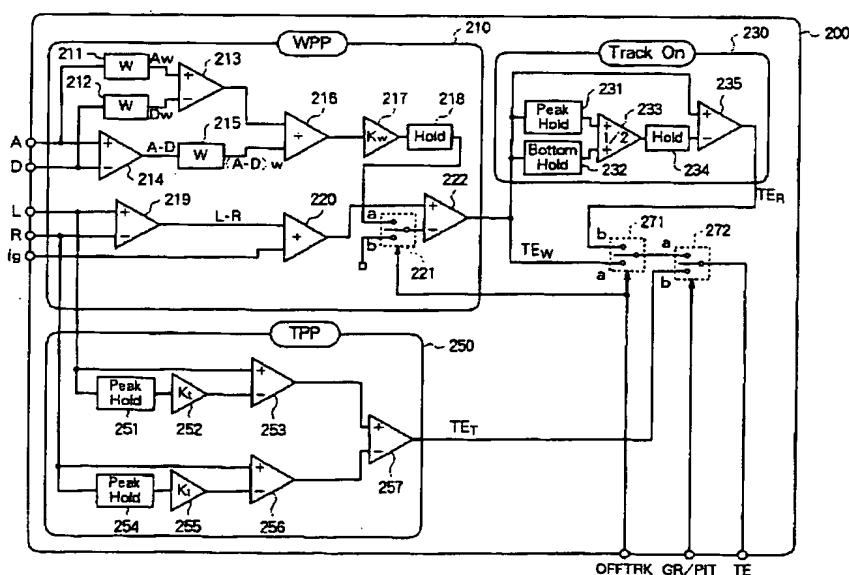 210
200
WPP
211
W
Aw
213
212
W
Dw
215
W
216
÷
217
Kw
218
Hold
A
D
+
−
+
−
A-D
(A-D) w
214
L
R
Ig
+
−
219
L-R
220
+
222
+
−
a
b
221
TEW
230
Track On
231
Peak Hold
Bottom Hold
232
233
+
1/2
+
Hold
234
235
+
−
TER
271
b
a
272
a
b
TPP
250
Peak Hold
251
Kt
252
+
−
253
Peak Hold
254
Kt
255
+
−
256
+
−
257
TET
OFFTRK
GR/PIT
TE